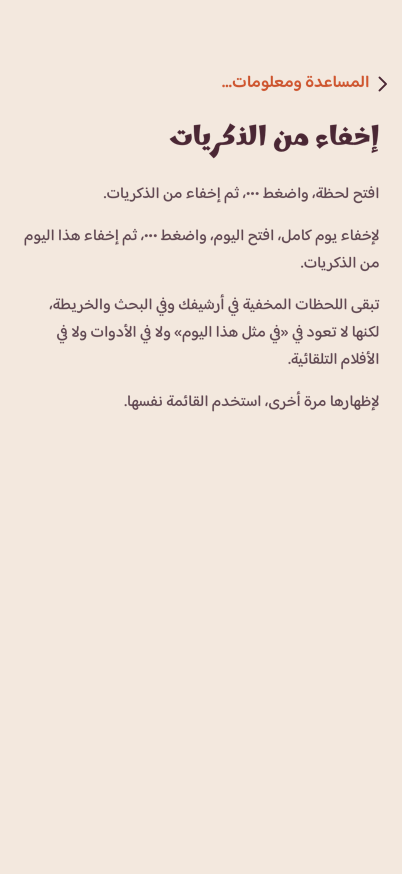 المساعدة ومعلومات...
إخفاء من الذكريات
افتح لحظة، واضغط •••، ثم إخفاء من الذكريات.
لإخفاء يوم كامل، افتح اليوم، واضغط •••، ثم إخفاء هذا اليوم
من الذكريات.
تبقى اللحظات المخفية في أرشيفك وفي البحث والخريطة،
لكنها لا تعود في «في مثل هذا اليوم» ولا في الأدوات ولا في
الأفلام التلقائية.
لإظهارها مرة أخرى، استخدم القائمة نفسها.